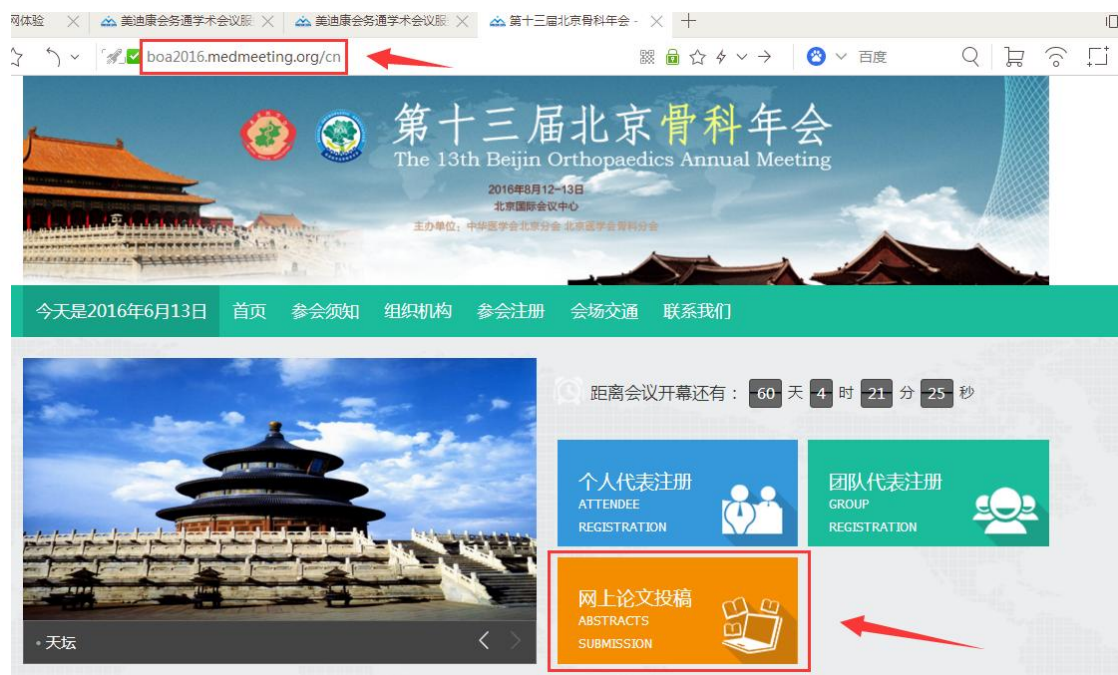 网体验
美迪康会务通学术会议服
美迪康会务通学术会议服
第十三届北京骨科年会 -
boa2016.medmeeting.org/cn
百度
第十三届北京骨科年会
The 13th Beijin Orthopaedics Annual Meeting
2016年8月12-13日
北京国际会议中心
主办单位：中华医学会北京分会 北京医学会骨科分会
今天是2016年6月13日 首页 参会须知 组织机构 参会注册 会场交通 联系我们
距离会议开幕还有： 60 天 4 时 21 分 25 秒
个人代表注册
ATTENDEE
REGISTRATION
团队代表注册
GROUP
REGISTRATION
网上论文投稿
ABSTRACTS
SUBMISSION
• 天坛